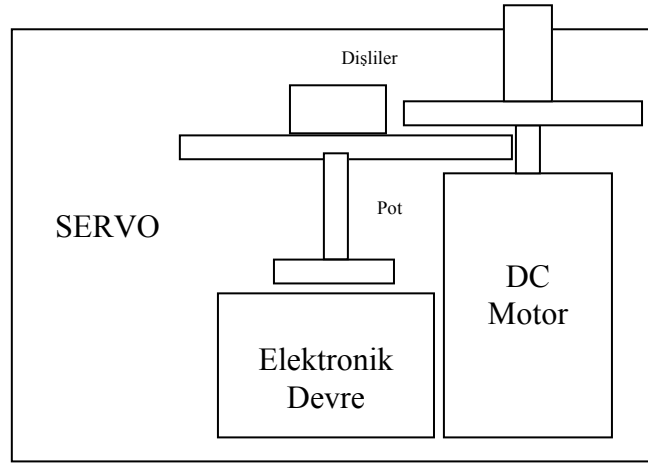 Dişliler
Pot
SERVO
DC
Motor
Elektronik
Devre